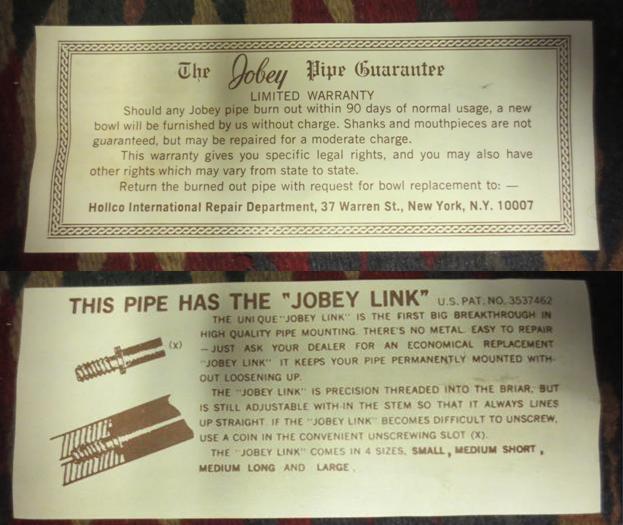 The Jobey Pipe Guarantee
LIMITED WARRANTY
Should any Jobey pipe burn out within 90 days of normal usage, a new
bowl will be furnished by us without charge. Shanks and mouthpieces are not
guaranteed, but may be repaired for a moderate charge.
This warranty gives you specific legal rights, and you may also have
other rights which may vary from state to state.
Return the burned out pipe with request for bowl replacement to: —
Hollco International Repair Department, 37 Warren St., New York, N.Y. 10007
THIS PIPE HAS THE "JOBEY LINK" U.S. PAT. NO. 3537462
THE UNIQUE "JOBEY LINK" IS THE FIRST BIG BREAKTHROUGH IN
HIGH QUALITY PIPE MOUNTING. THERE'S NO METAL. EASY TO REPAIR
— JUST ASK YOUR DEALER FOR AN ECONOMICAL REPLACEMENT
"JOBEY LINK" IT KEEPS YOUR PIPE PERMANENTLY MOUNTED WITH-
OUT LOOSENING UP.
THE "JOBEY LINK" IS PRECISION THREADED INTO THE BRIAR, BUT
IS STILL ADJUSTABLE WITH-IN THE STEM SO THAT IT ALWAYS LINES
UP STRAIGHT. IF THE "JOBEY LINK" BECOMES DIFFICULT TO UNSCREW,
USE A COIN IN THE CONVENIENT UNSCREWING SLOT (X).
THE "JOBEY LINK" COMES IN 4 SIZES. SMALL, MEDIUM SHORT,
MEDIUM LONG AND LARGE.
(X)